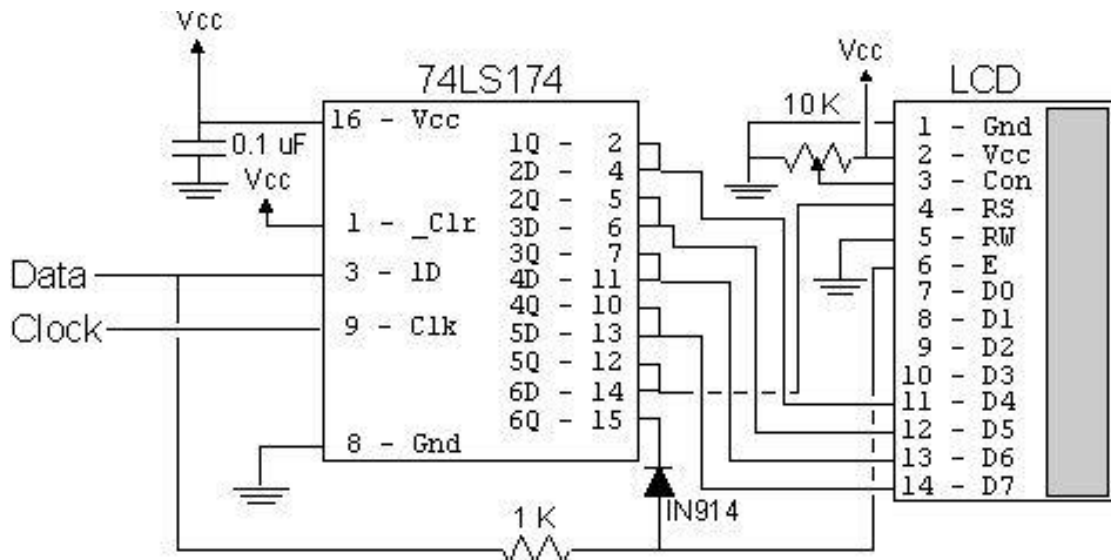 Vcc
74LS174
Vcc
LCD
16 - Vcc
0.1 uF
Vcc
1 - _Clr
Data
3 - 1D
Clock
9 - Clk
8 - Gnd
1Q - 2
2D - 4
2Q - 5
3D - 6
3Q - 7
4D - 11
4Q - 10
5D - 13
5Q - 12
6D - 14
6Q - 15
10K
1 - Gnd
2 - Vcc
3 - Con
4 - RS
5 - RW
6 - E
7 - D0
8 - D1
9 - D2
10 - D3
11 - D4
12 - D5
13 - D6
14 - D7
IN914
1 K